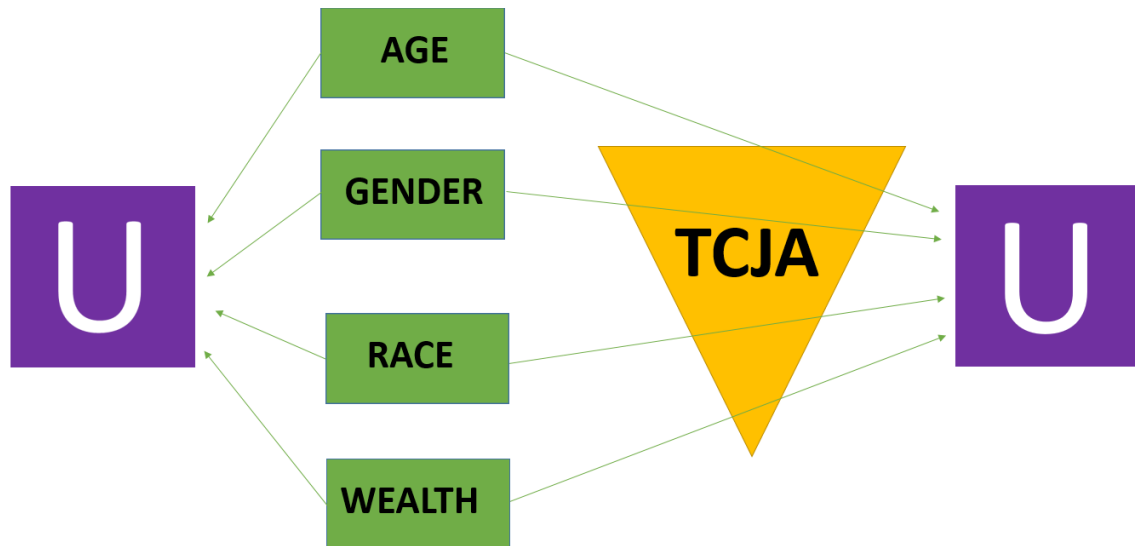 AGE
GENDER
TCJA
U
U
RACE
WEALTH